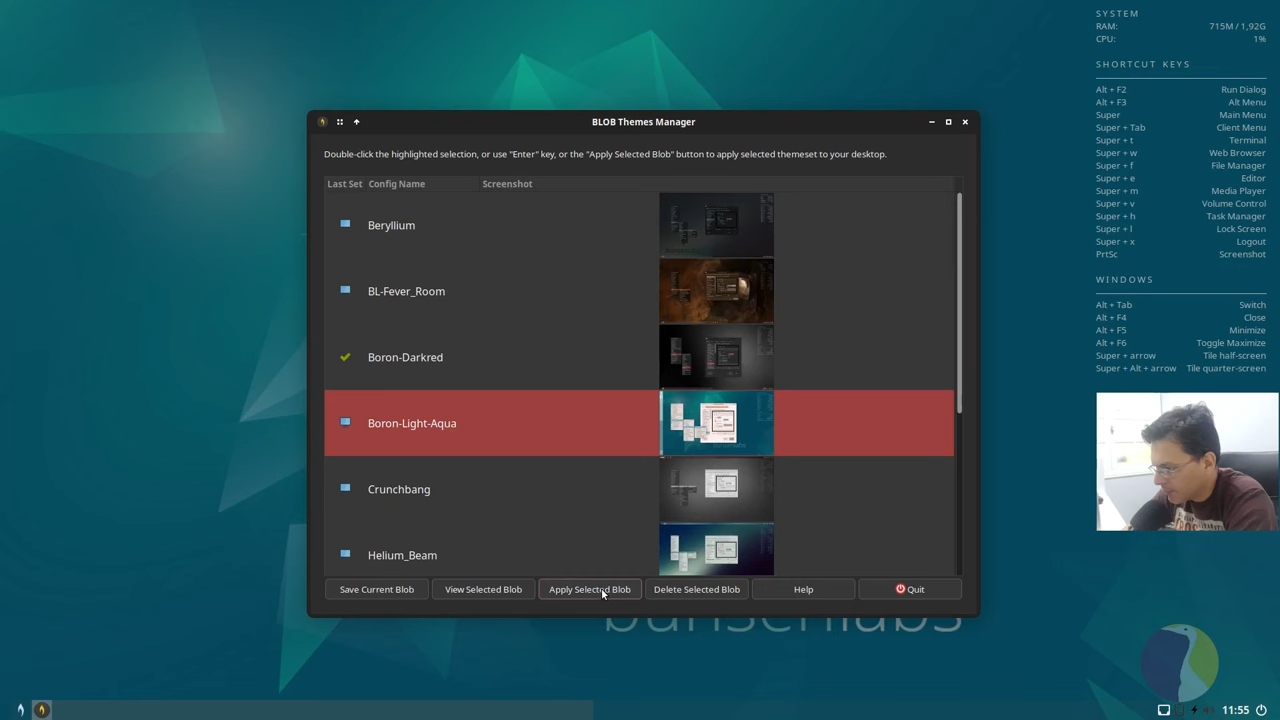 SYSTEM
RAM: 715M / 1,92G
CPU: 1%
SHORTCUT KEYS
Alt + F2 Run Dialog
Alt + F3 Alt Menu
Super Main Menu
Super + Tab Client Menu
Super + t Terminal
Super + w Web Browser
Super + f File Manager
Super + e Editor
Super + m Media Player
Super + v Volume Control
Super + h Task Manager
Super + l Lock Screen
Super + x Logout
PrtSc Screenshot
WINDOWS
Alt + Tab Switch
Alt + F4 Close
Alt + F5 Minimize
Alt + F6 Toggle Maximize
Super + arrow Tile half-screen
Super + Alt + arrow Tile quarter-screen
BLOB Themes Manager
Double-click the highlighted selection, or use "Enter" key, or the "Apply Selected Blob" button to apply selected themeset to your desktop.
Last Set Config Name Screenshot
Beryllium
BL-Fever_Room
Boron-Darkred
Boron-Light-Aqua
Crunchbang
Helium_Beam
Save Current Blob View Selected Blob Apply Selected Blob Delete Selected Blob Help Quit
bunsenlabs
11:55